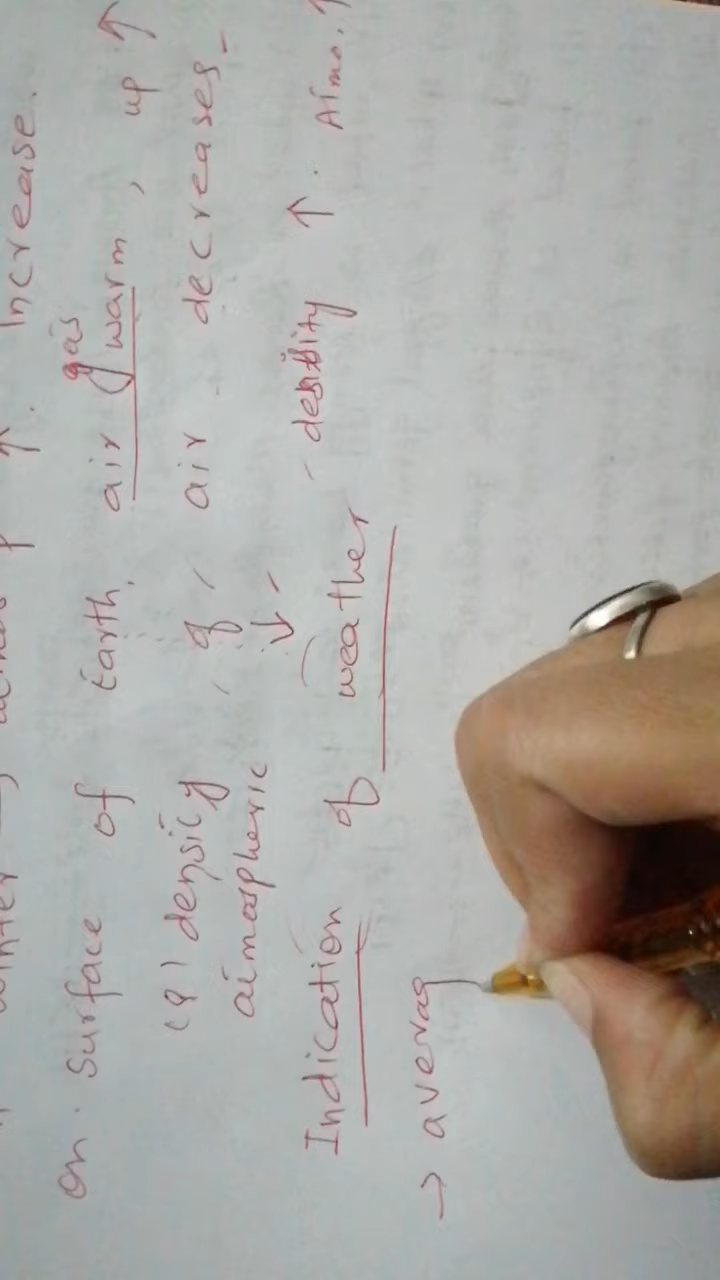 ↑. Increase.
on. Surface of Earth, air gas warm, up ↑
(ρ) density, of, air decreases -
atmospheric ↓ - density ↑. Atmo. ↑
Indication of weather
→ averag